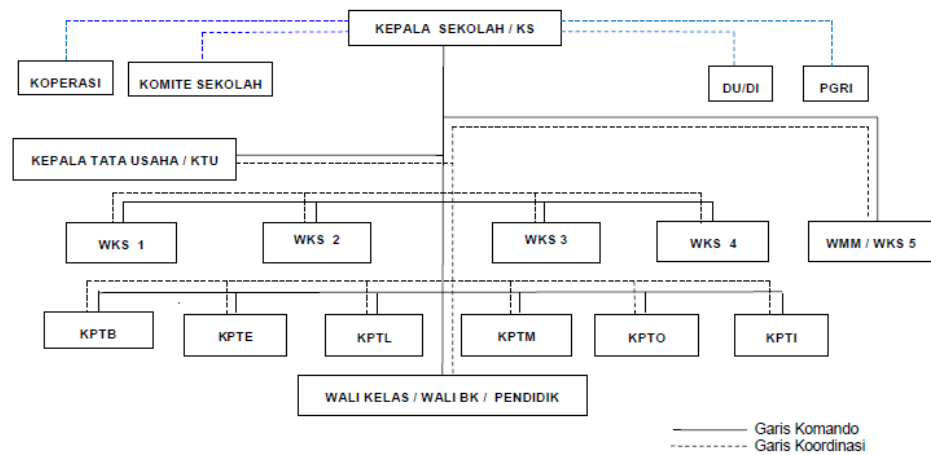 KEPALA SEKOLAH / KS
KOPERASI
KOMITE SEKOLAH
DU/DI
PGRI
KEPALA TATA USAHA / KTU
WKS 1
WKS 2
WKS 3
WKS 4
WMM / WKS 5
KPTB
KPTE
KPTL
KPTM
KPTO
KPTI
WALI KELAS / WALI BK / PENDIDIK
Garis Komando
Garis Koordinasi